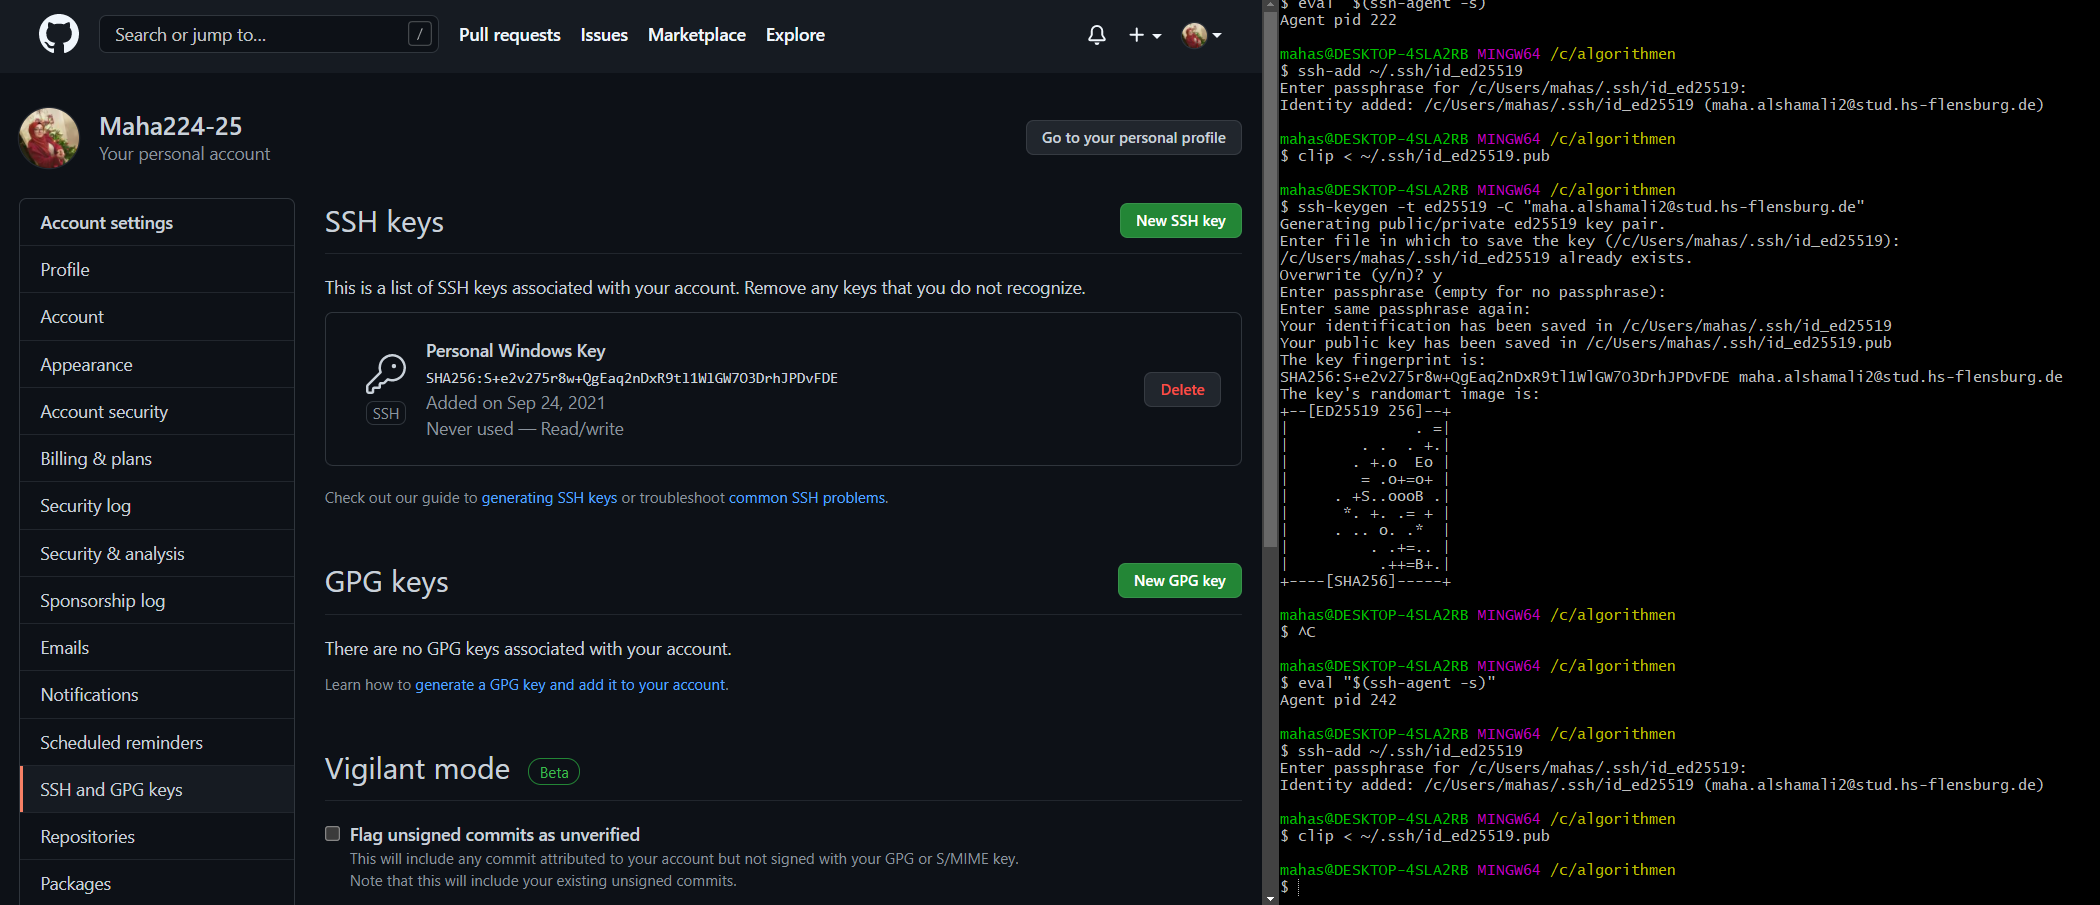 Search or jump to...
/
Pull requests
Issues
Marketplace
Explore
Maha224-25
Your personal account
Go to your personal profile
Account settings
Profile
Account
Appearance
Account security
Billing & plans
Security log
Security & analysis
Sponsorship log
Emails
Notifications
Scheduled reminders
SSH and GPG keys
Repositories
Packages
SSH keys
New SSH key
This is a list of SSH keys associated with your account. Remove any keys that you do not recognize.
SSH
Personal Windows Key
SHA256:S+e2v275r8w+QgEaq2nDxR9tl1WlGW7O3DrhJPDvFDE
Added on Sep 24, 2021
Never used — Read/write
Delete
Check out our guide to generating SSH keys or troubleshoot common SSH problems.
GPG keys
New GPG key
There are no GPG keys associated with your account.
Learn how to generate a GPG key and add it to your account.
Vigilant mode
Beta
Flag unsigned commits as unverified
This will include any commit attributed to your account but not signed with your GPG or S/MIME key.
Note that this will include your existing unsigned commits.
$ eval "$(ssh-agent -s)
Agent pid 222
mahas@DESKTOP-4SLA2RB MINGW64 /c/algorithmen
$ ssh-add ~/.ssh/id_ed25519
Enter passphrase for /c/Users/mahas/.ssh/id_ed25519:
Identity added: /c/Users/mahas/.ssh/id_ed25519 (maha.alshamali2@stud.hs-flensburg.de)
mahas@DESKTOP-4SLA2RB MINGW64 /c/algorithmen
$ clip < ~/.ssh/id_ed25519.pub
mahas@DESKTOP-4SLA2RB MINGW64 /c/algorithmen
$ ssh-keygen -t ed25519 -C "maha.alshamali2@stud.hs-flensburg.de"
Generating public/private ed25519 key pair.
Enter file in which to save the key (/c/Users/mahas/.ssh/id_ed25519):
/c/Users/mahas/.ssh/id_ed25519 already exists.
Overwrite (y/n)? y
Enter passphrase (empty for no passphrase):
Enter same passphrase again:
Your identification has been saved in /c/Users/mahas/.ssh/id_ed25519
Your public key has been saved in /c/Users/mahas/.ssh/id_ed25519.pub
The key fingerprint is:
SHA256:S+e2v275r8w+QgEaq2nDxR9tl1WlGW7O3DrhJPDvFDE maha.alshamali2@stud.hs-flensburg.de
The key's randomart image is:
+--[ED25519 256]--+
|              . =|
|        . .  . +.|
|       . +.o  Eo |
|        = .o+=o+ |
|     . +S..oooB .|
|      *. +. .= + |
|     . .. o. .*  |
|         . .+=.. |
|          .++=B+.|
+----[SHA256]-----+
mahas@DESKTOP-4SLA2RB MINGW64 /c/algorithmen
$ ^C
mahas@DESKTOP-4SLA2RB MINGW64 /c/algorithmen
$ eval "$(ssh-agent -s)"
Agent pid 242
mahas@DESKTOP-4SLA2RB MINGW64 /c/algorithmen
$ ssh-add ~/.ssh/id_ed25519
Enter passphrase for /c/Users/mahas/.ssh/id_ed25519:
Identity added: /c/Users/mahas/.ssh/id_ed25519 (maha.alshamali2@stud.hs-flensburg.de)
mahas@DESKTOP-4SLA2RB MINGW64 /c/algorithmen
$ clip < ~/.ssh/id_ed25519.pub
mahas@DESKTOP-4SLA2RB MINGW64 /c/algorithmen
$